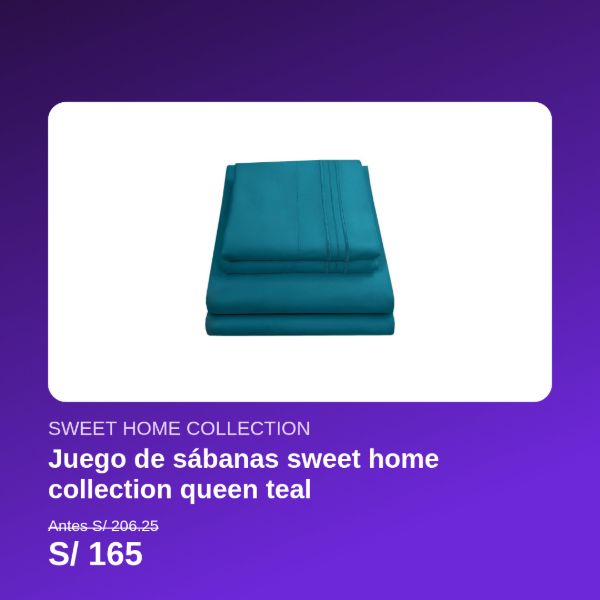 SWEET HOME COLLECTION
Juego de sábanas sweet home
collection queen teal
Antes S/ 206.25
S/ 165